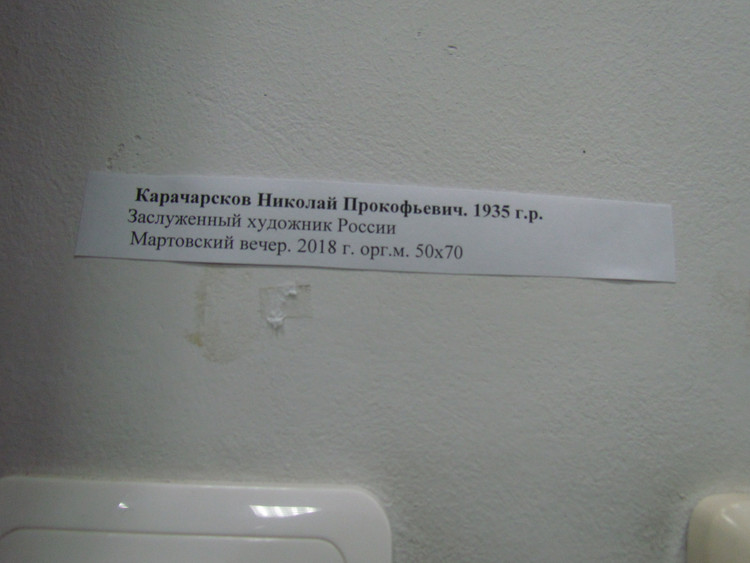 Карачарсков Николай Прокофьевич. 1935 г.р.
Заслуженный художник России
Мартовский вечер. 2018 г. орг.м. 50х70